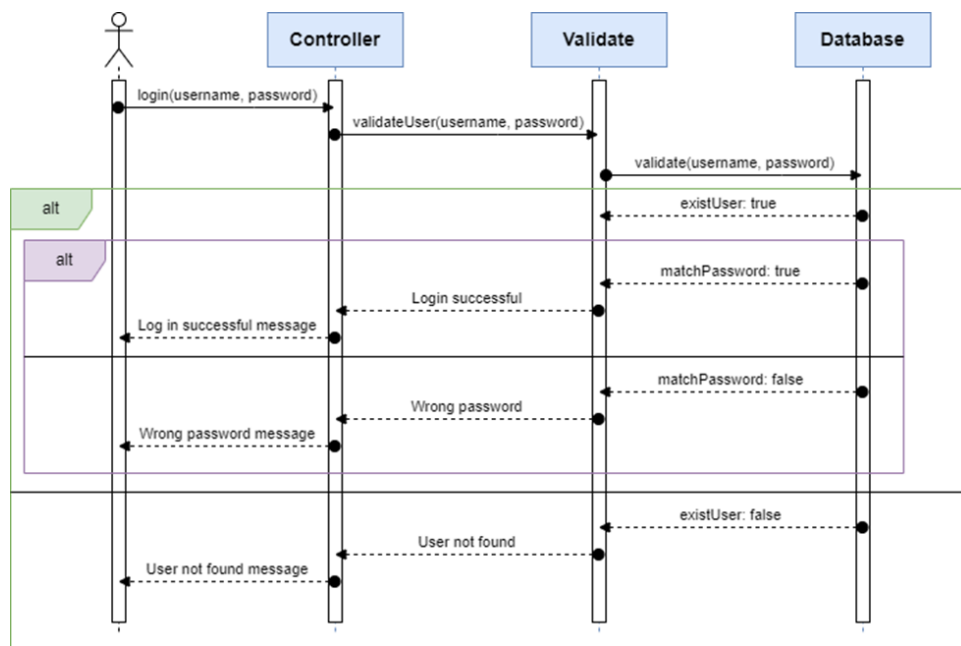 Controller
Validate
Database
login(username, password)
validateUser(username, password)
validate(username, password)
alt
existUser: true
alt
matchPassword: true
Login successful
Log in successful message
matchPassword: false
Wrong password
Wrong password message
existUser: false
User not found
User not found message